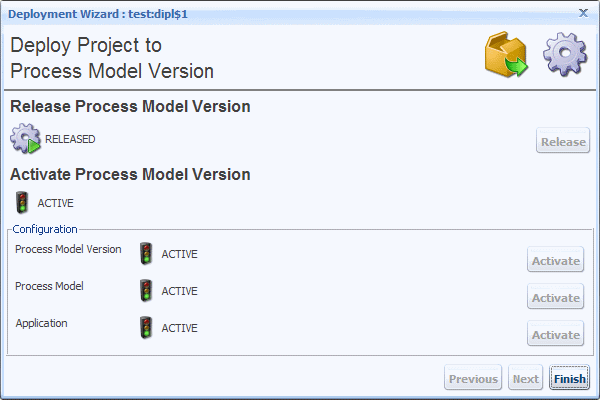 Deployment Wizard : test:dipl$1
Deploy Project to
Process Model Version
Release Process Model Version
RELEASED
Release
Activate Process Model Version
ACTIVE
Configuration
Process Model Version
ACTIVE
Activate
Process Model
ACTIVE
Activate
Application
ACTIVE
Activate
Previous
Next
Finish